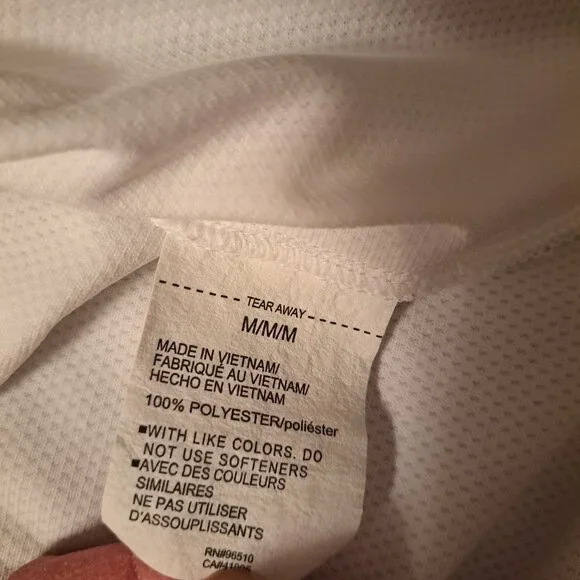 TEAR AWAY
M/M/M
MADE IN VIETNAM/
FABRIQUÉ AU VIETNAM/
HECHO EN VIETNAM
100% POLYESTER/poliéster
▪WITH LIKE COLORS. DO
NOT USE SOFTENERS
▪AVEC DES COULEURS
SIMILAIRES
NE PAS UTILISER
D'ASSOUPLISSANTS
RN#96510